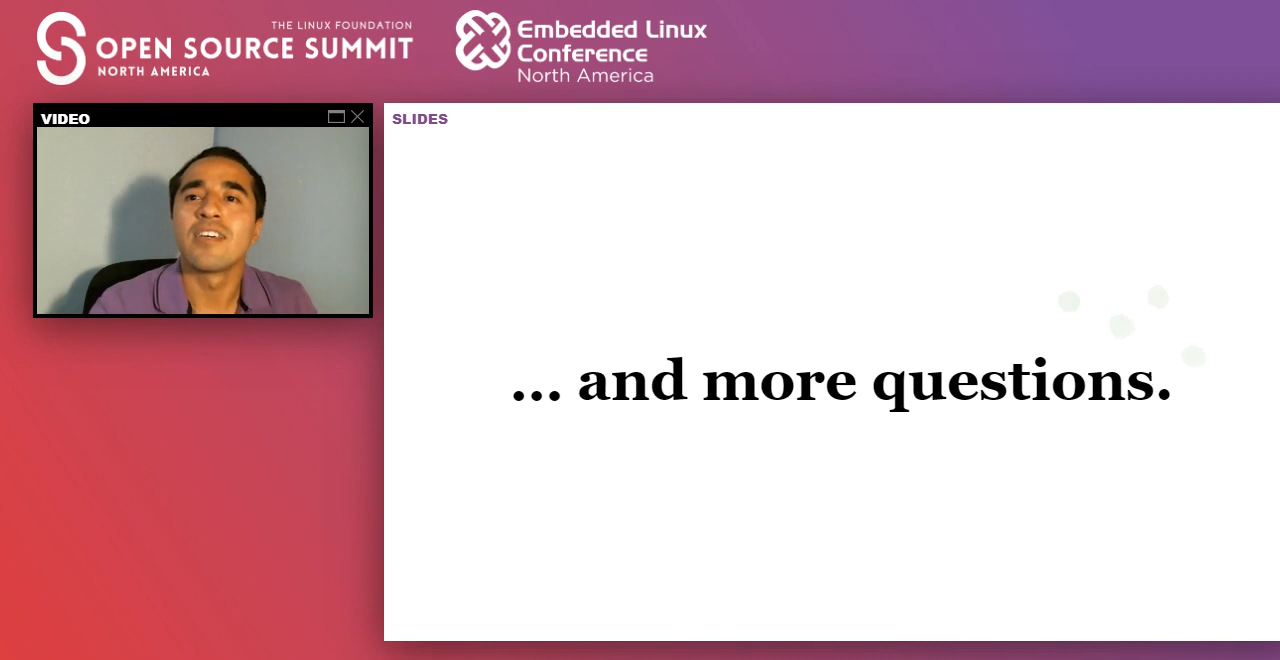 THE LINUX FOUNDATION
OPEN SOURCE SUMMIT
NORTH AMERICA
Embedded Linux
Conference
North America
VIDEO
SLIDES
... and more questions.